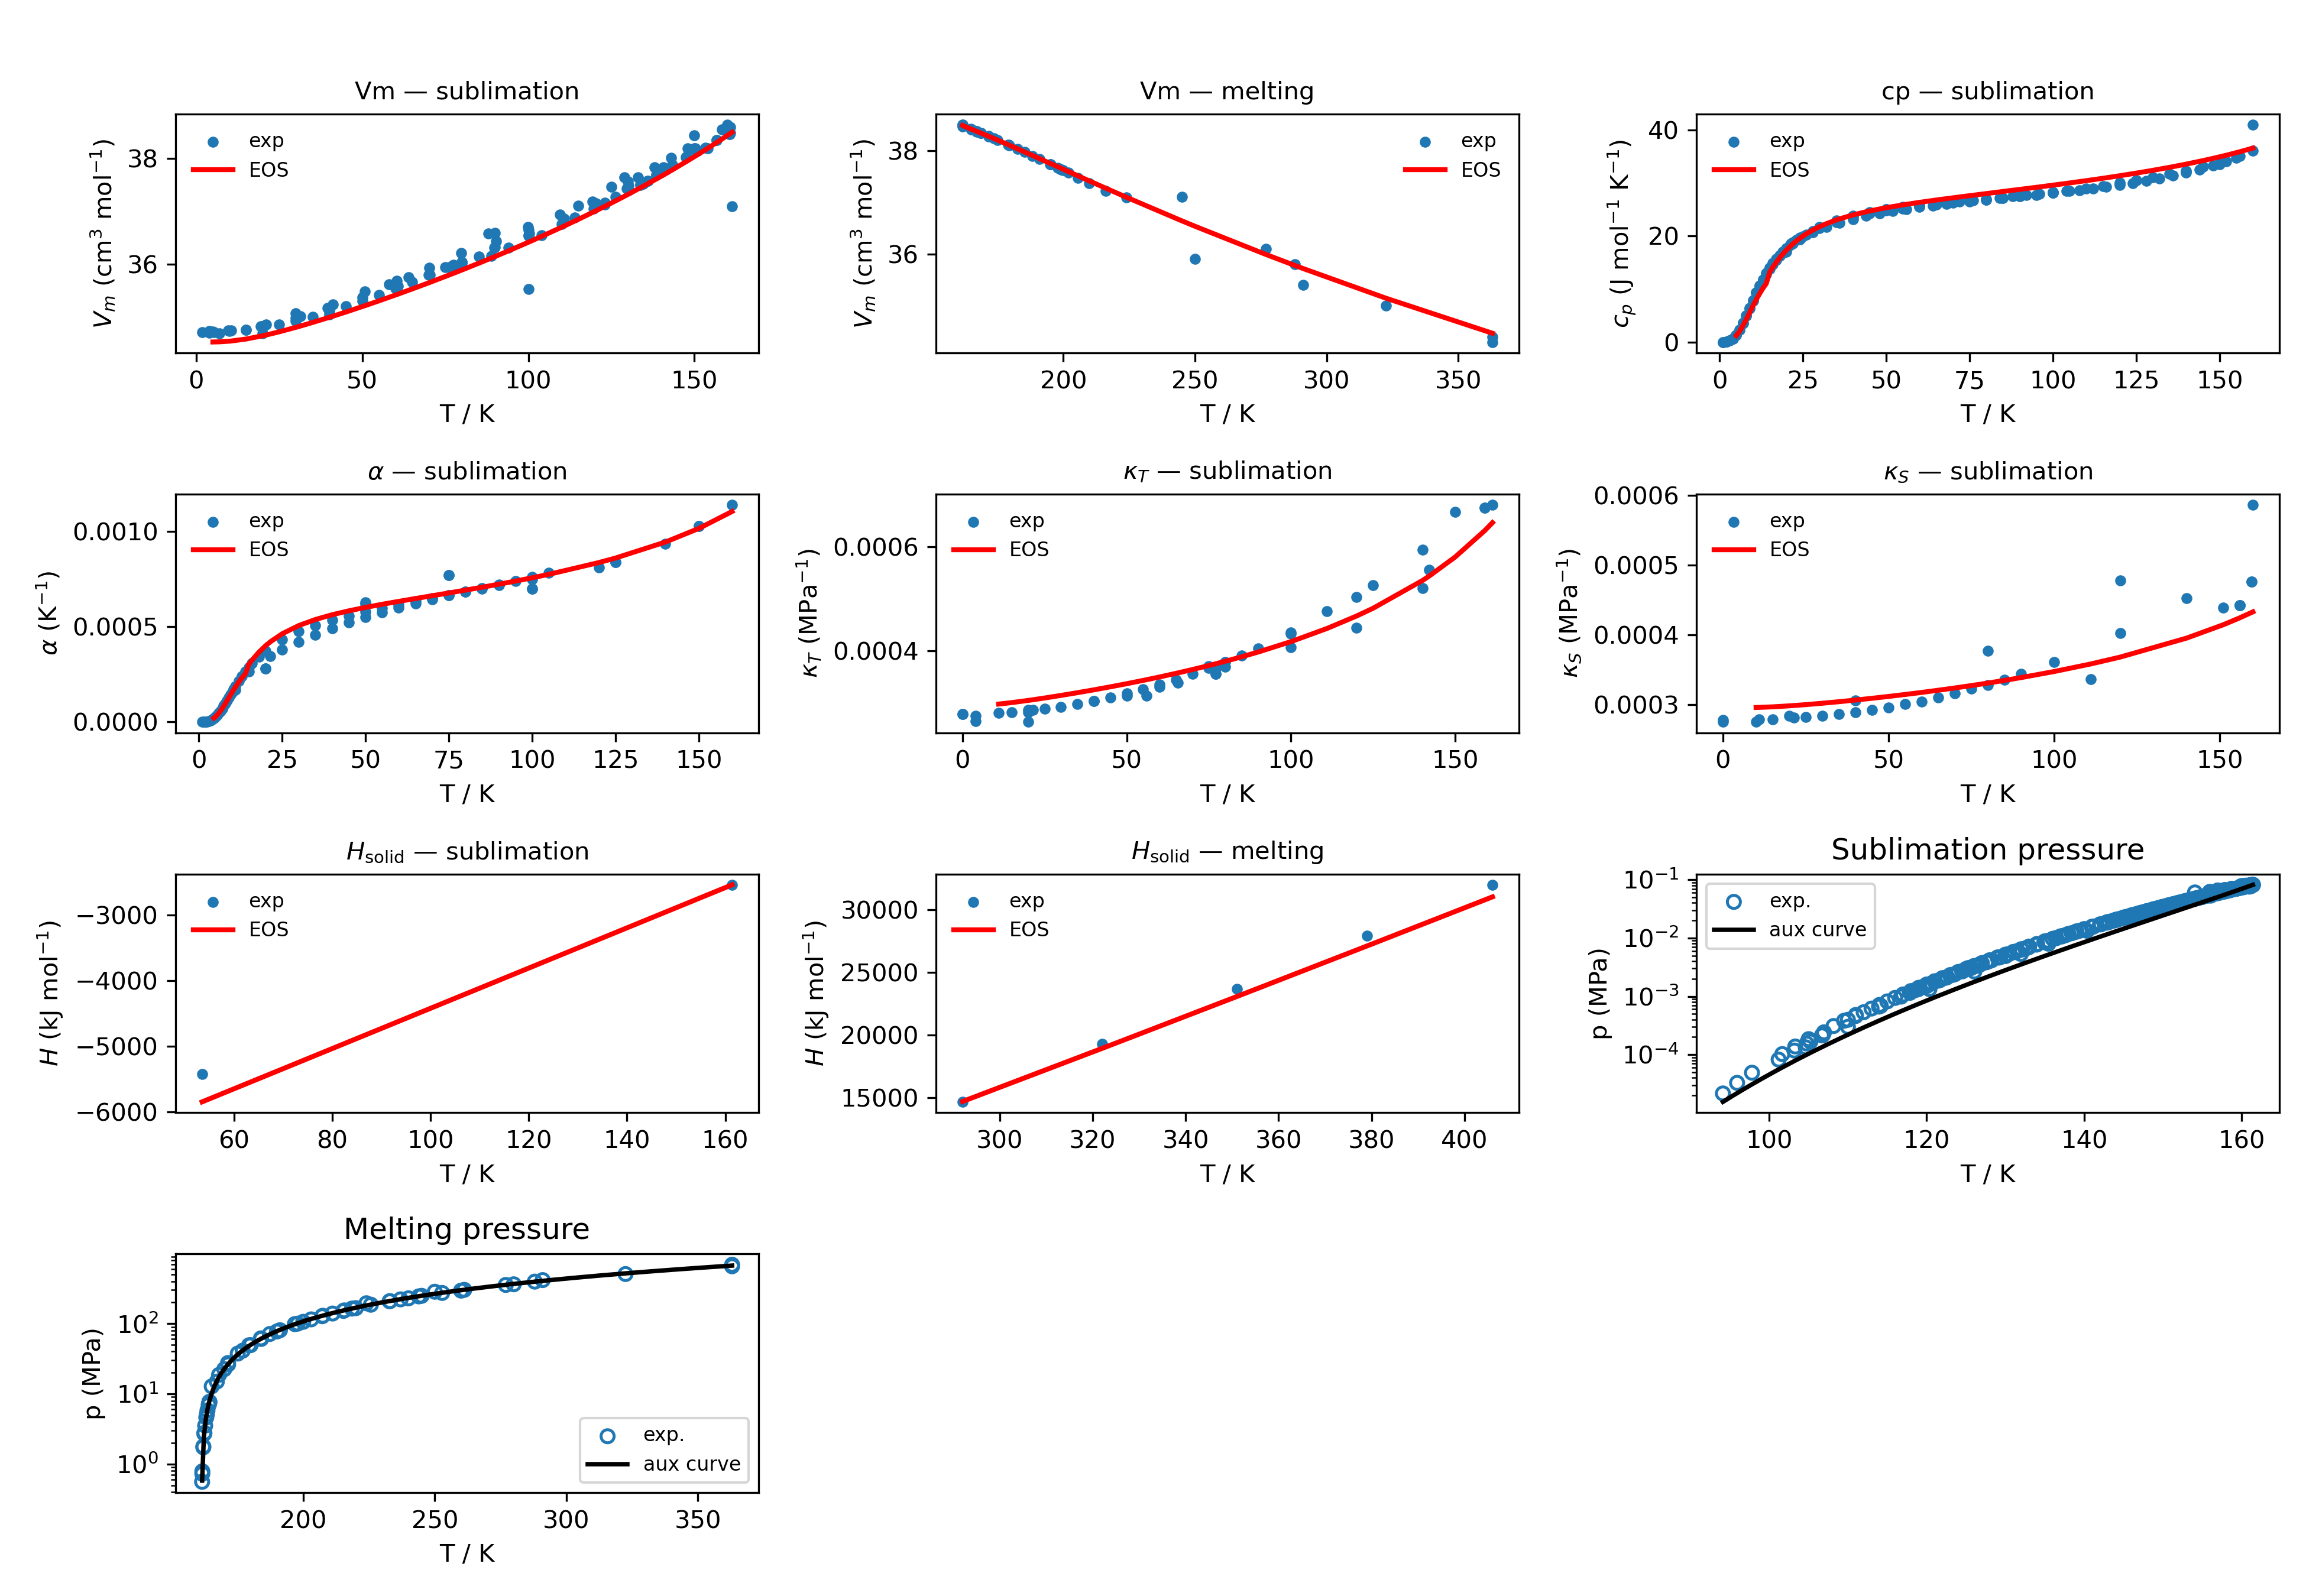 Vm — sublimation
V_m (cm³ mol⁻¹)
38
36
exp
EOS
0 50 100 150
T / K
Vm — melting
V_m (cm³ mol⁻¹)
38
36
exp
EOS
200 250 300 350
T / K
cp — sublimation
c_p (J mol⁻¹ K⁻¹)
40
20
0
exp
EOS
0 25 50 75 100 125 150
T / K
α — sublimation
α (K⁻¹)
0.0010
0.0005
0.0000
exp
EOS
0 25 50 75 100 125 150
T / K
κ_T — sublimation
κ_T (MPa⁻¹)
0.0006
0.0004
exp
EOS
0 50 100 150
T / K
κ_S — sublimation
κ_S (MPa⁻¹)
0.0006
0.0005
0.0004
0.0003
exp
EOS
0 50 100 150
T / K
H_solid — sublimation
H (kJ mol⁻¹)
−3000
−4000
−5000
−6000
exp
EOS
60 80 100 120 140 160
T / K
H_solid — melting
H (kJ mol⁻¹)
30000
25000
20000
15000
exp
EOS
300 320 340 360 380 400
T / K
Sublimation pressure
p (MPa)
10⁻¹
10⁻²
10⁻³
10⁻⁴
exp.
aux curve
100 120 140 160
T / K
Melting pressure
p (MPa)
10²
10¹
10⁰
exp.
aux curve
200 250 300 350
T / K